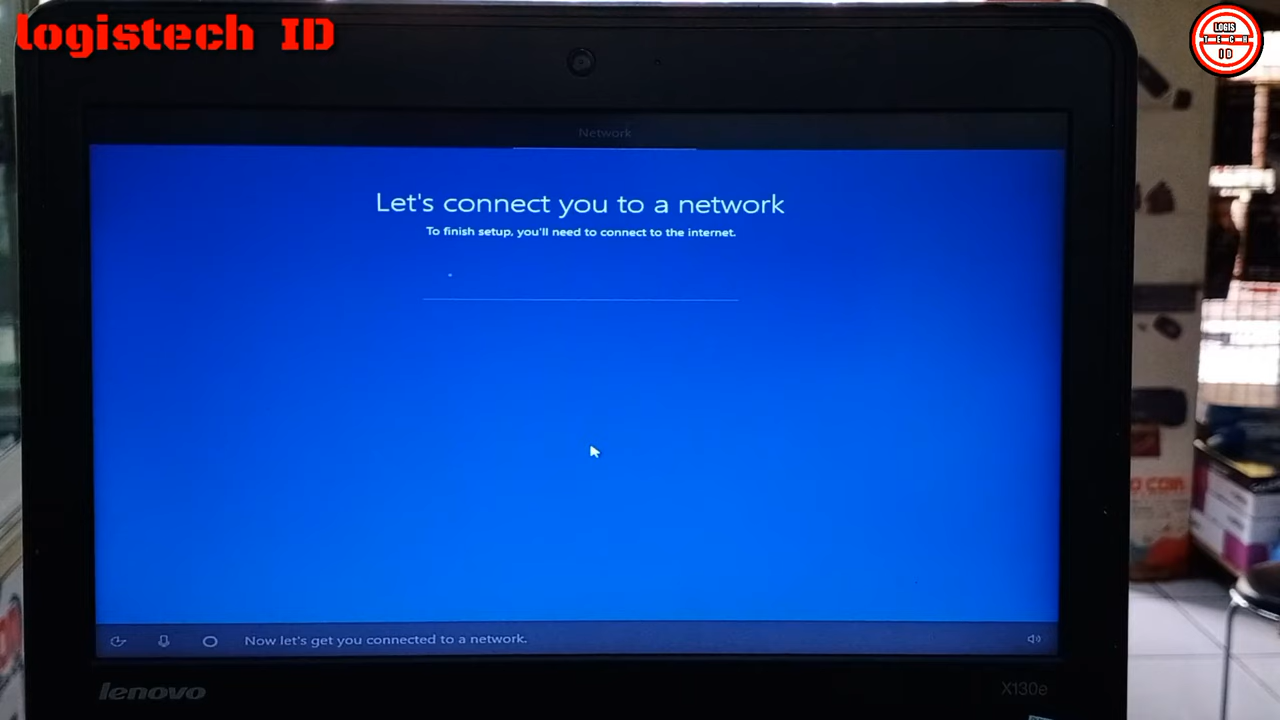 logistech ID
LOGIS
TECH
OD
Network
Let's connect you to a network
To finish setup, you'll need to connect to the internet.
Now let's get you connected to a network.
lenovo
X130e